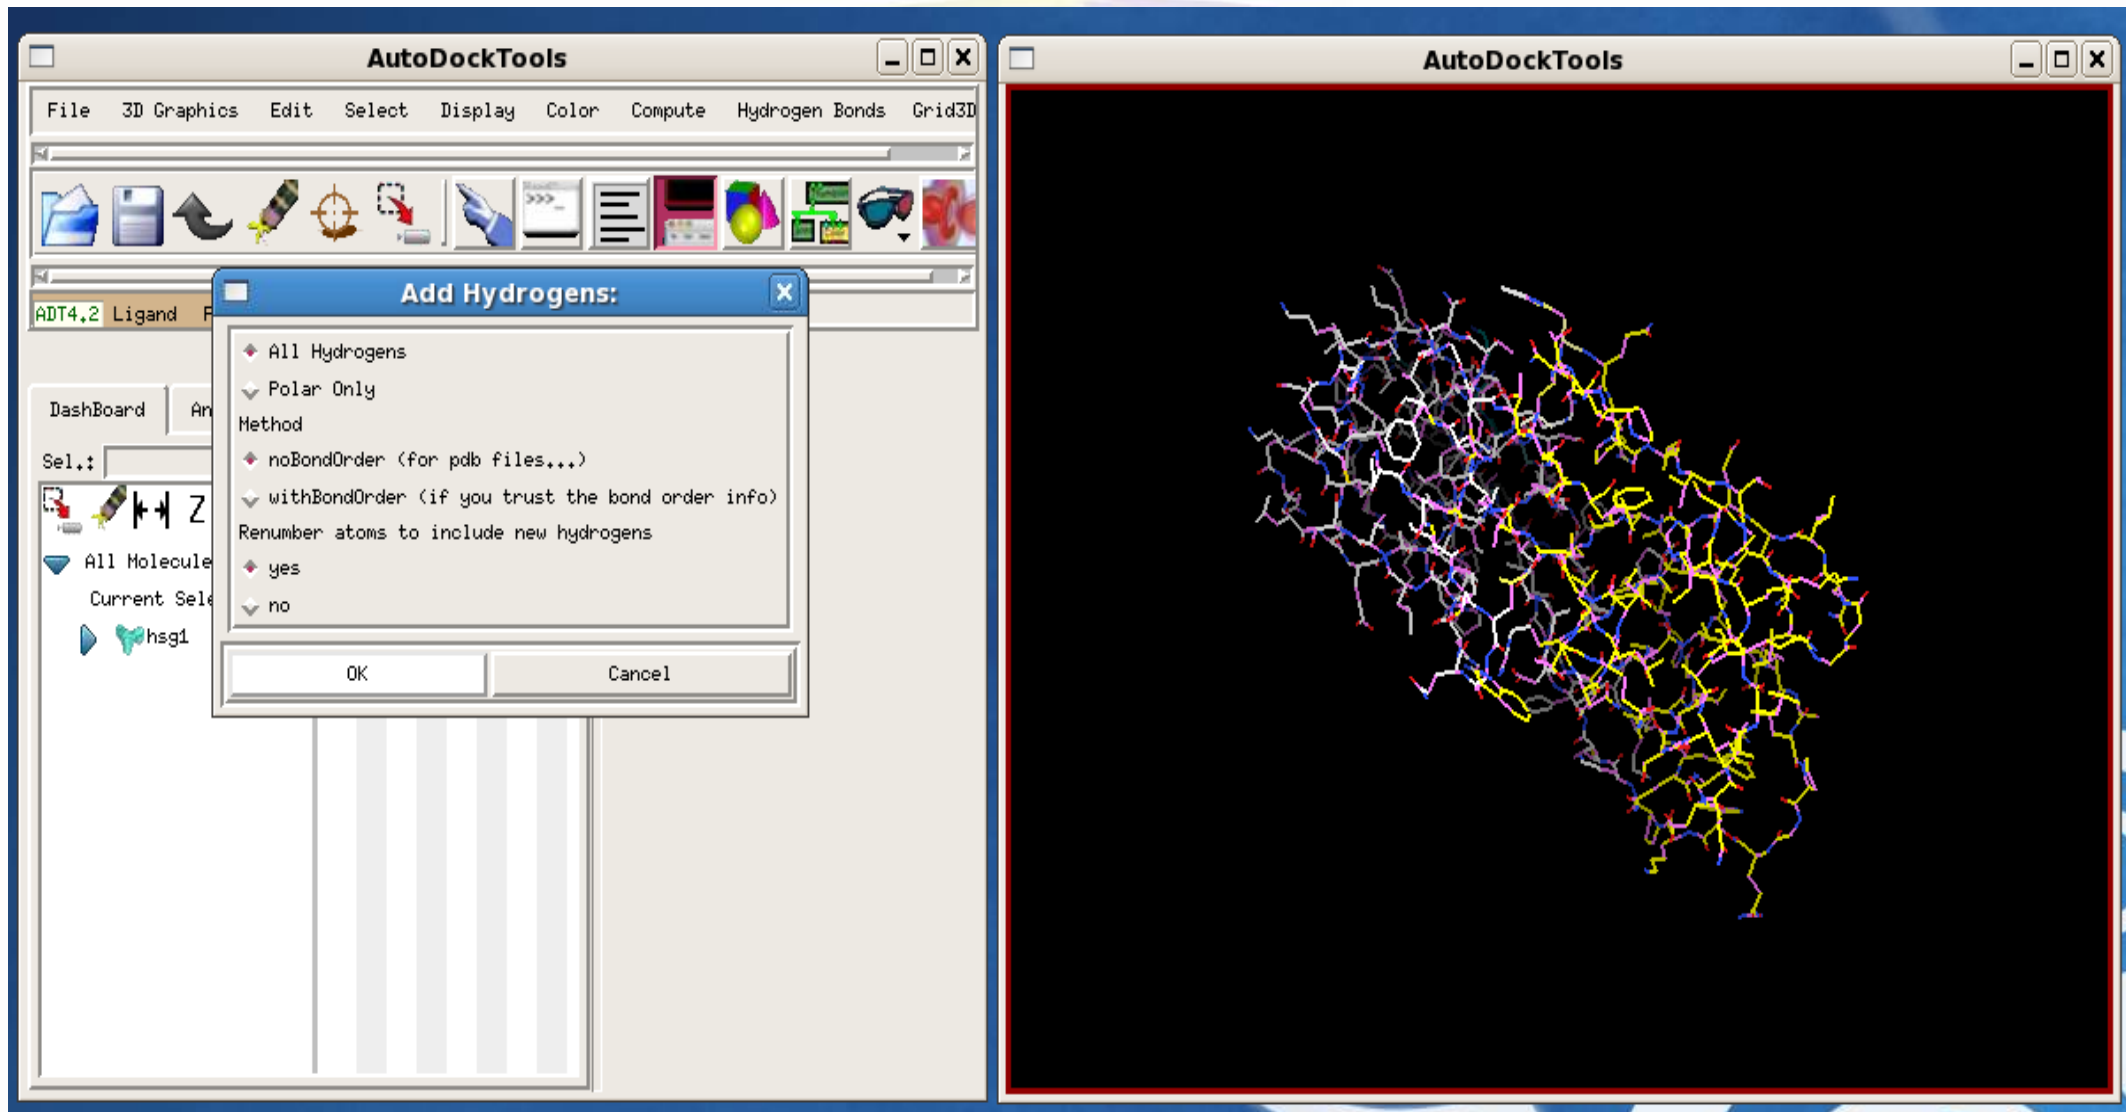 AutoDockTools
File 3D Graphics Edit Select Display Color Compute Hydrogen Bonds Grid3D
>>>_
ADT4.2 Ligand
Add Hydrogens:
All Hydrogens
Polar Only
Method
noBondOrder (for pdb files...)
withBondOrder (if you trust the bond order info)
Renumber atoms to include new hydrogens
yes
no
OK Cancel
DashBoard An
Sel.:
Z
All Molecule
Current Sele
hsg1
AutoDockTools